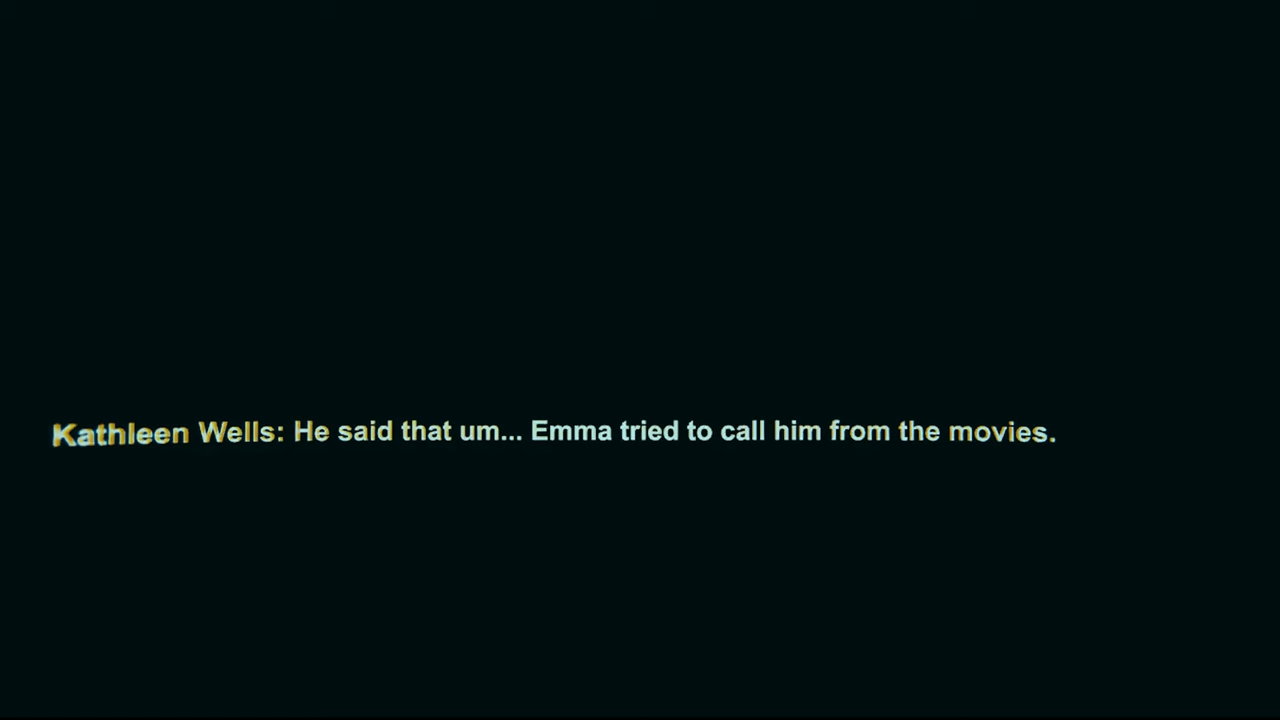 Kathleen Wells: He said that um... Emma tried to call him from the movies.